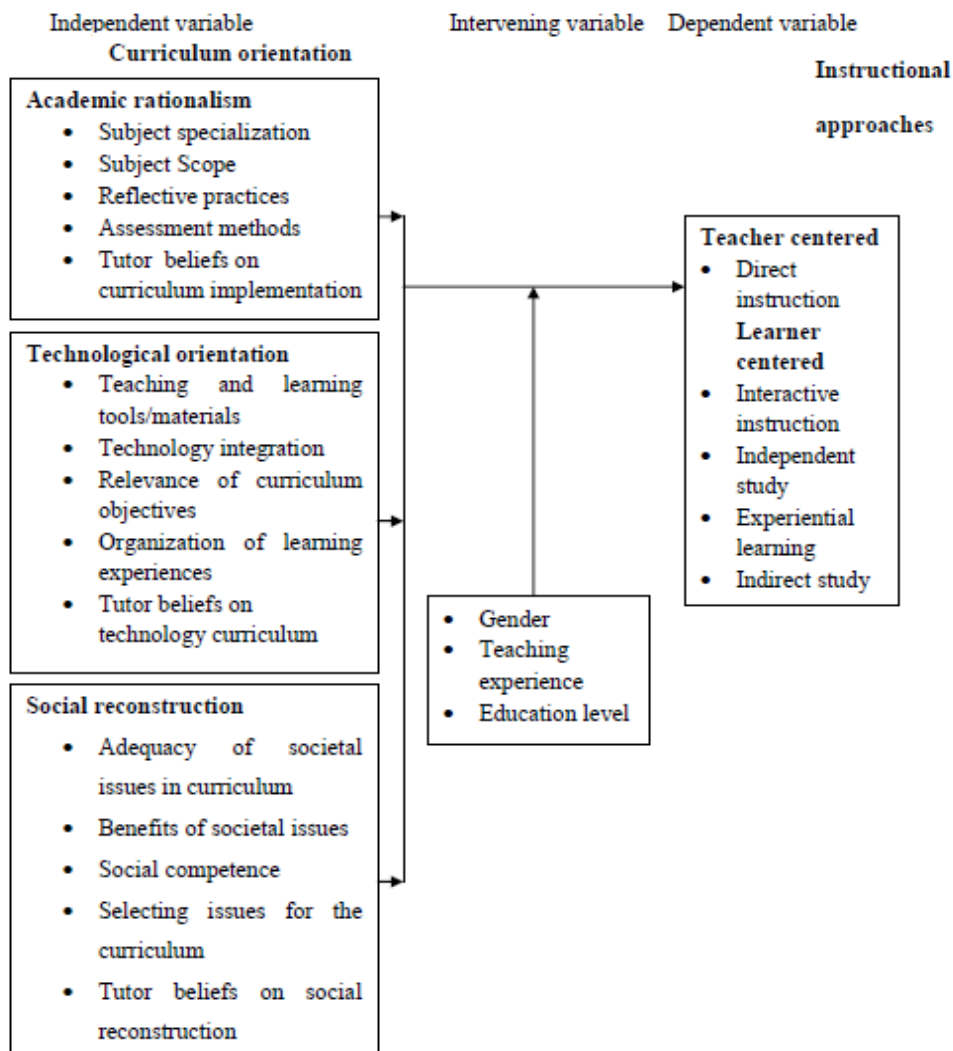 Independent variable
Intervening variable
Dependent variable
Curriculum orientation
Instructional
approaches
Academic rationalism
• Subject specialization
• Subject Scope
• Reflective practices
• Assessment methods
• Tutor beliefs on
curriculum implementation
Technological orientation
• Teaching and learning
tools/materials
• Technology integration
• Relevance of curriculum
objectives
• Organization of learning
experiences
• Tutor beliefs on
technology curriculum
Social reconstruction
• Adequacy of societal
issues in curriculum
• Benefits of societal issues
• Social competence
• Selecting issues for the
curriculum
• Tutor beliefs on social
reconstruction
• Gender
• Teaching
experience
• Education level
Teacher centered
• Direct
instruction
Learner
centered
• Interactive
instruction
• Independent
study
• Experiential
learning
• Indirect study